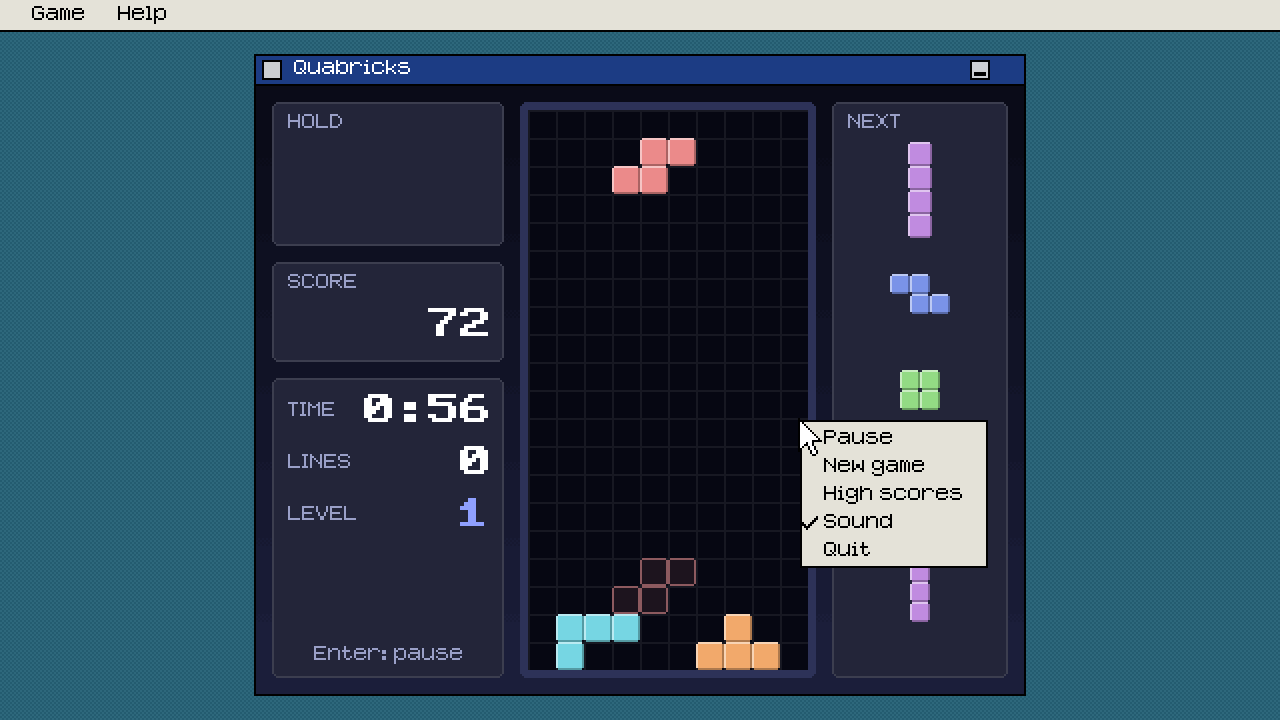 Game Help
Quabricks
HOLD
SCORE
72
TIME 0:56
LINES 0
LEVEL 1
Enter: pause
NEXT
Pause
New game
High scores
Sound
Quit